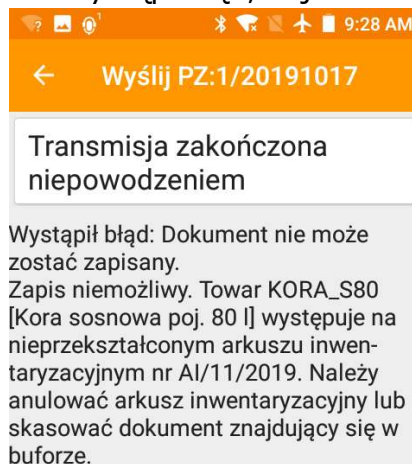 9:28 AM
Wyślij PZ:1/20191017
Transmisja zakończona
niepowodzeniem
Wystąpił błąd: Dokument nie może
zostać zapisany.
Zapis niemożliwy. Towar KORA_S80
[Kora sosnowa poj. 80 l] występuje na
nieprzekształconym arkuszu inwen-
taryzacyjnym nr AI/11/2019. Należy
anulować arkusz inwentaryzacyjny lub
skasować dokument znajdujący się w
buforze.